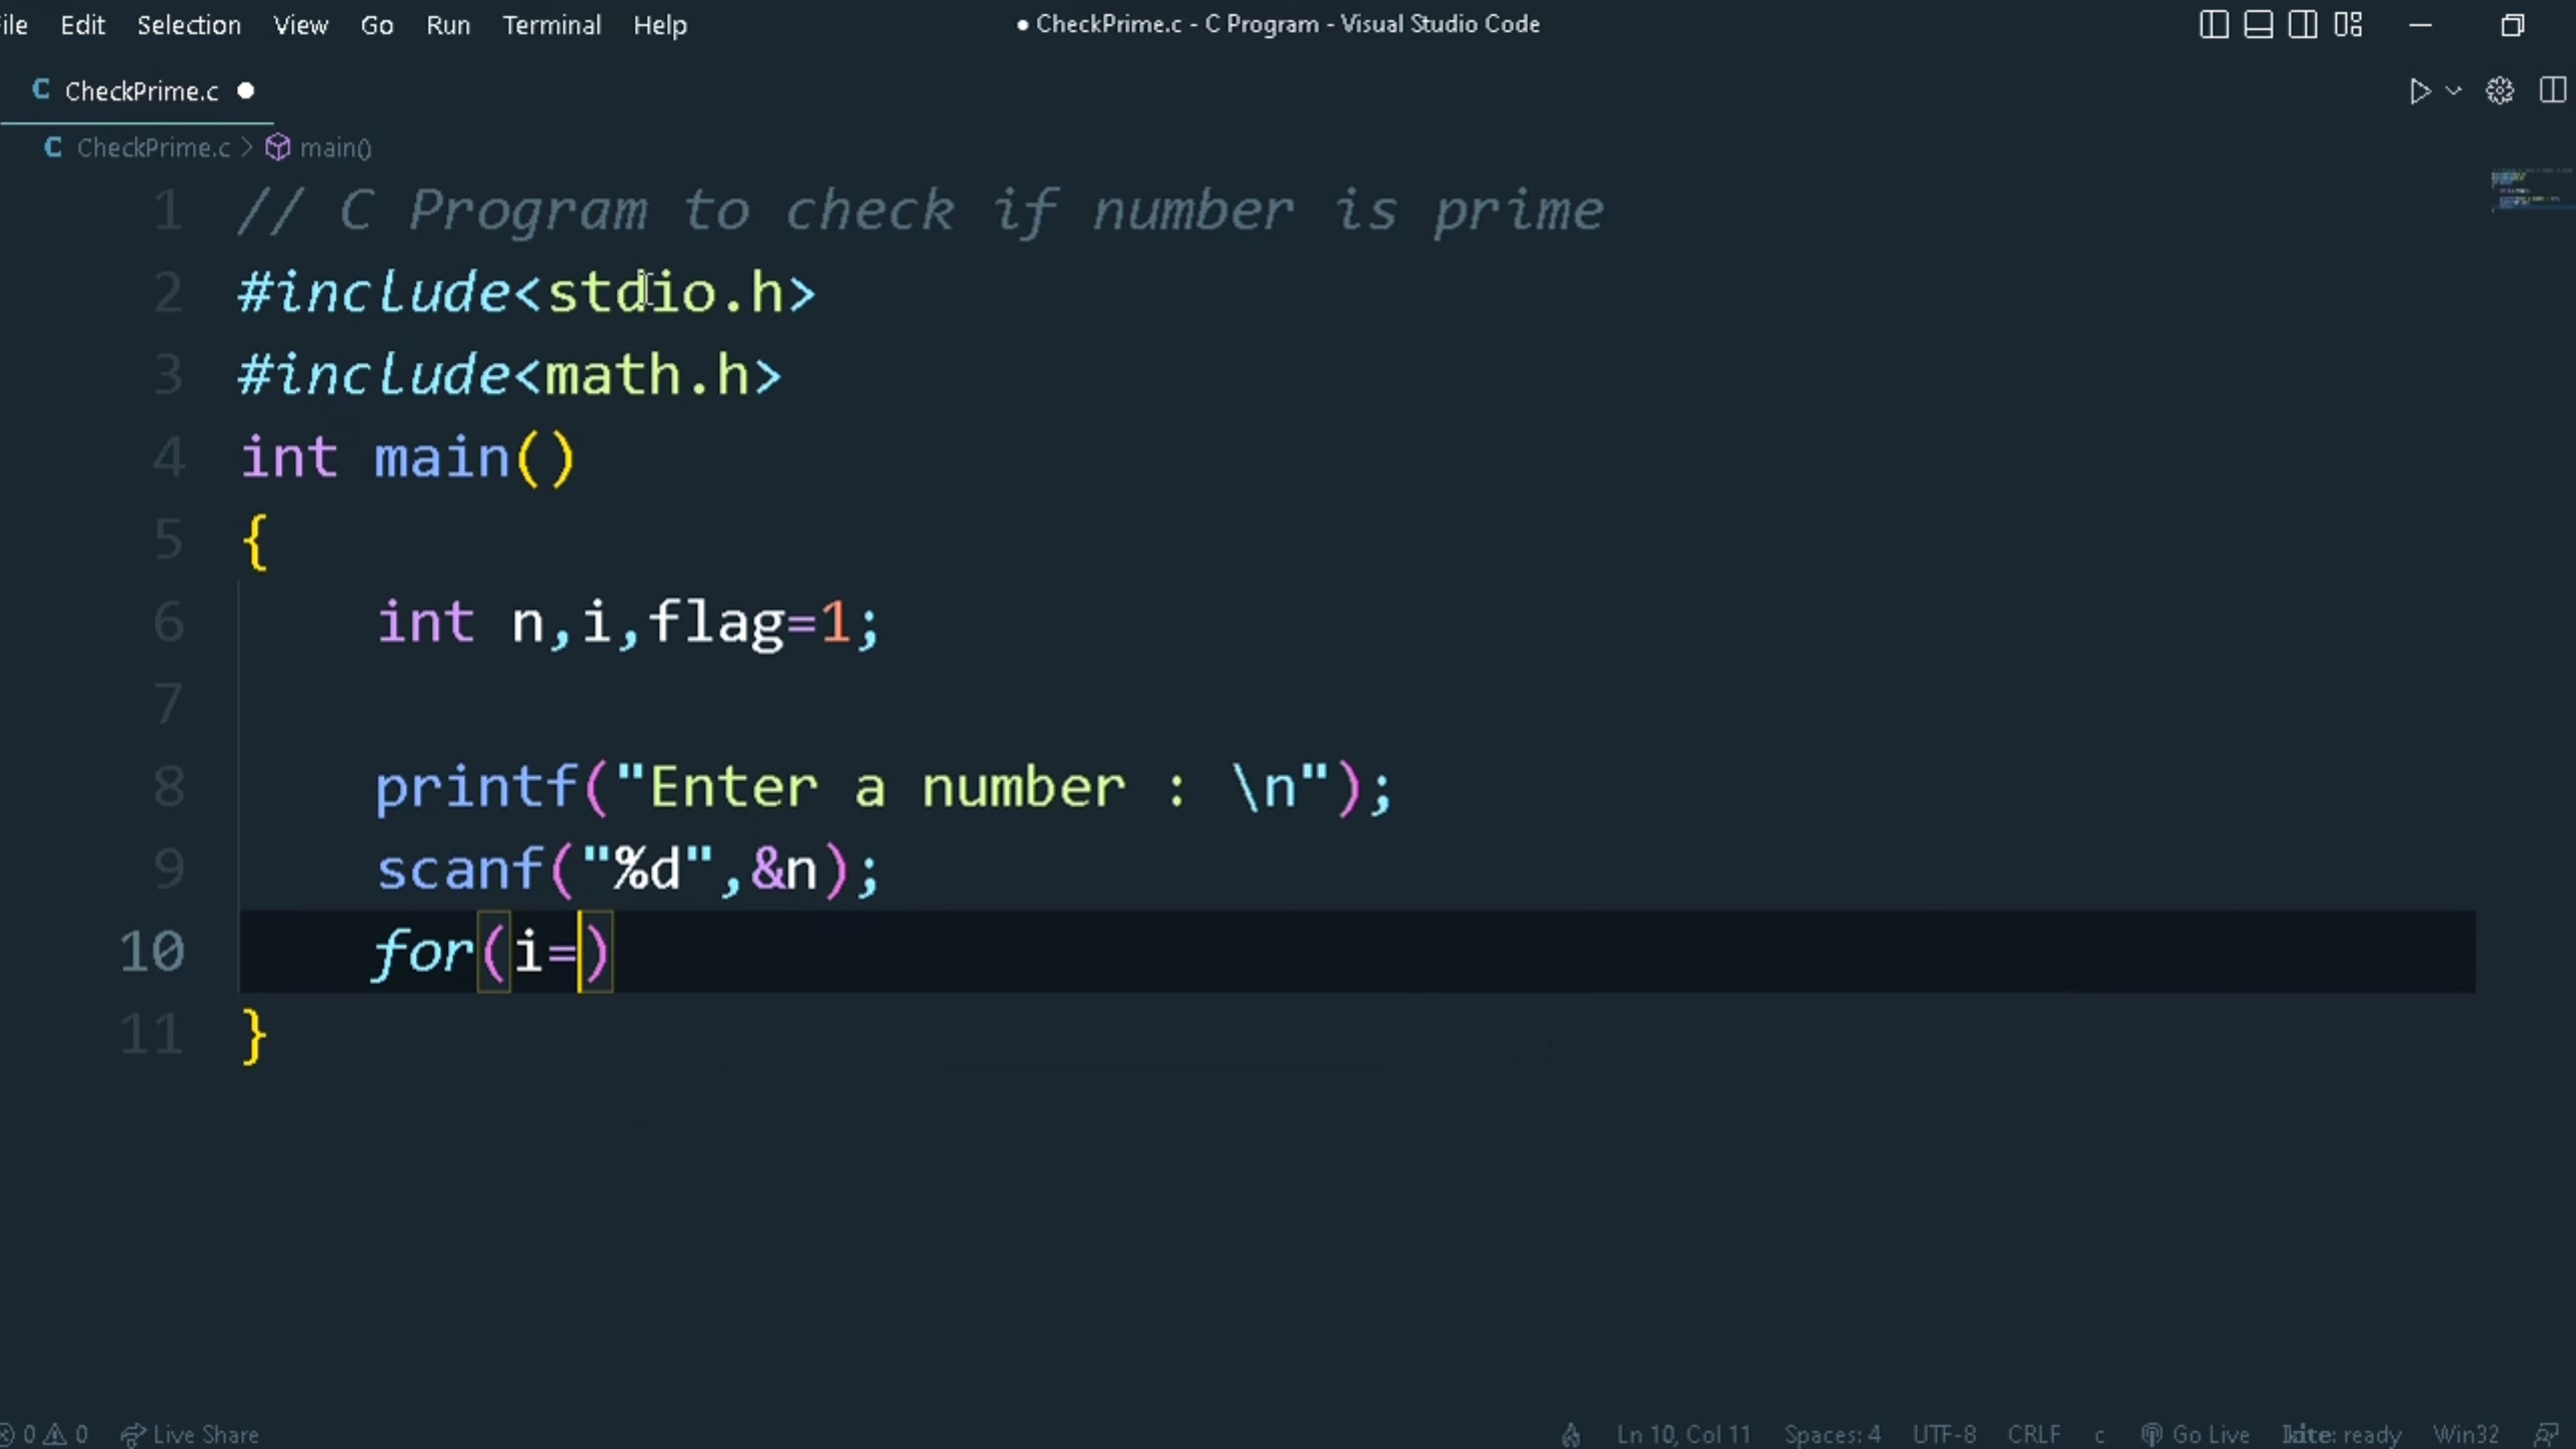 ile Edit Selection View Go Run Terminal Help ● CheckPrime.c - C Program - Visual Studio Code
C CheckPrime.c ●
C CheckPrime.c > main()
1 // C Program to check if number is prime
2 #include<stdio.h>
3 #include<math.h>
4 int main()
5 {
6 int n,i,flag=1;
7
8 printf("Enter a number : \n");
9 scanf("%d",&n);
10 for(i=)
11 }
0 0 Live Share Ln 10, Col 11 Spaces: 4 UTF-8 CRLF c Go Live kite: ready Win32